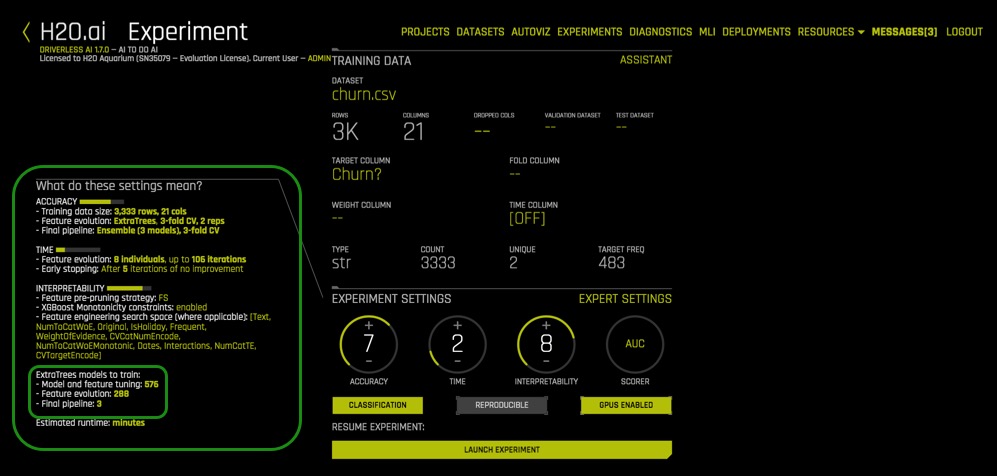 H2O.ai Experiment
DRIVERLESS AI 1.7.0 – AI TO DO AI
Licensed to H2O Aquarium (SN35079 – Evaluation License). Current User – ADMIN
PROJECTS DATASETS AUTOVIZ EXPERIMENTS DIAGNOSTICS MLI DEPLOYMENTS RESOURCES MESSAGES[3] LOGOUT
What do these settings mean?
ACCURACY
- Training data size: 3,333 rows, 21 cols
- Feature evolution: ExtraTrees, 3-fold CV, 2 reps
- Final pipeline: Ensemble (3 models), 3-fold CV
TIME
- Feature evolution: 8 individuals, up to 106 iterations
- Early stopping: After 5 iterations of no improvement
INTERPRETABILITY
- Feature pre-pruning strategy: FS
- XGBoost Monotonicity constraints: enabled
- Feature engineering search space (where applicable): [Text,
NumToCatWoE, Original, IsHoliday, Frequent,
WeightOfEvidence, CVCatNumEncode,
NumToCatWoEMonotonic, Dates, Interactions, NumCatTE,
CVTargetEncode]
ExtraTrees models to train:
- Model and feature tuning: 576
- Feature evolution: 288
- Final pipeline: 3
Estimated runtime: minutes
TRAINING DATA ASSISTANT
DATASET
churn.csv
ROWS COLUMNS DROPPED COLS VALIDATION DATASET TEST DATASET
3K 21 -- -- --
TARGET COLUMN FOLD COLUMN
Churn? --
WEIGHT COLUMN TIME COLUMN
-- [OFF]
TYPE COUNT UNIQUE TARGET FREQ
str 3333 2 483
EXPERIMENT SETTINGS EXPERT SETTINGS
+ + +
7 2 8 AUC
– – –
ACCURACY TIME INTERPRETABILITY SCORER
CLASSIFICATION REPRODUCIBLE GPUS ENABLED
RESUME EXPERIMENT:
LAUNCH EXPERIMENT